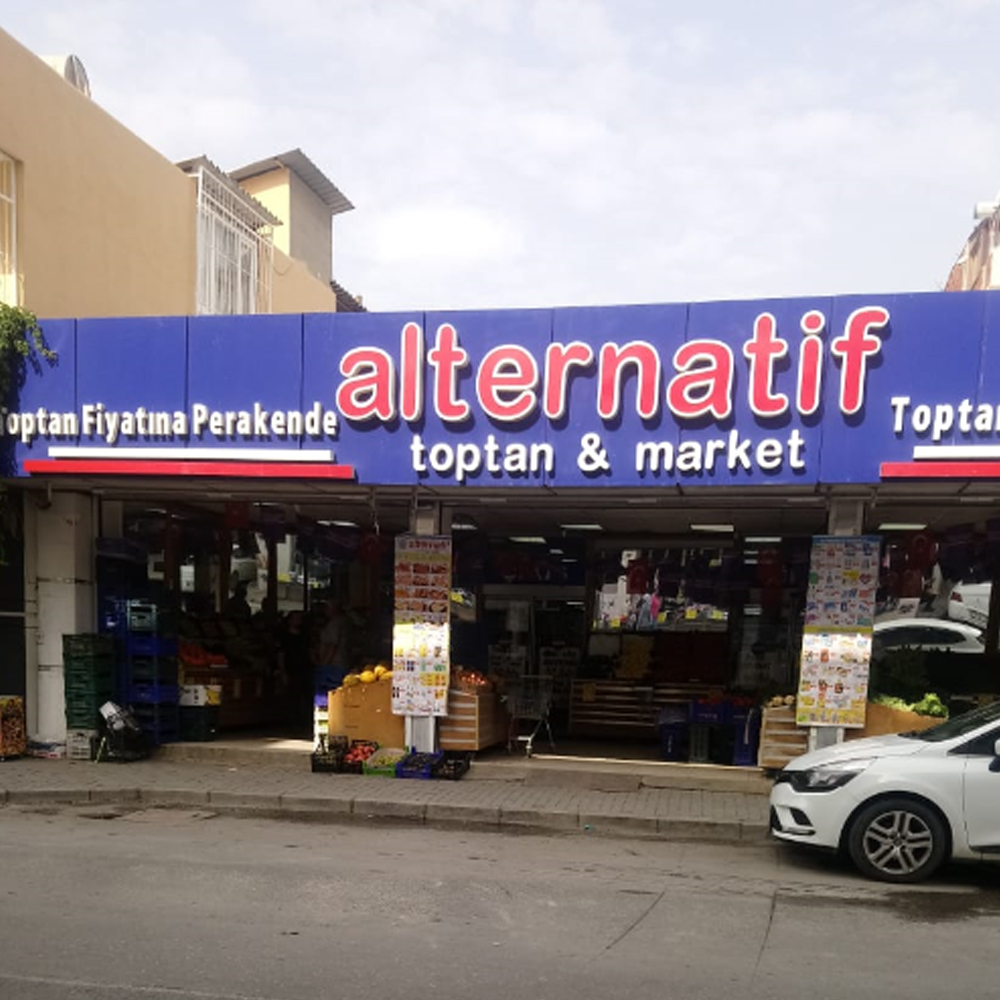 Toptan Fiyatına Perakende
alternatif
toptan & market
Toptan